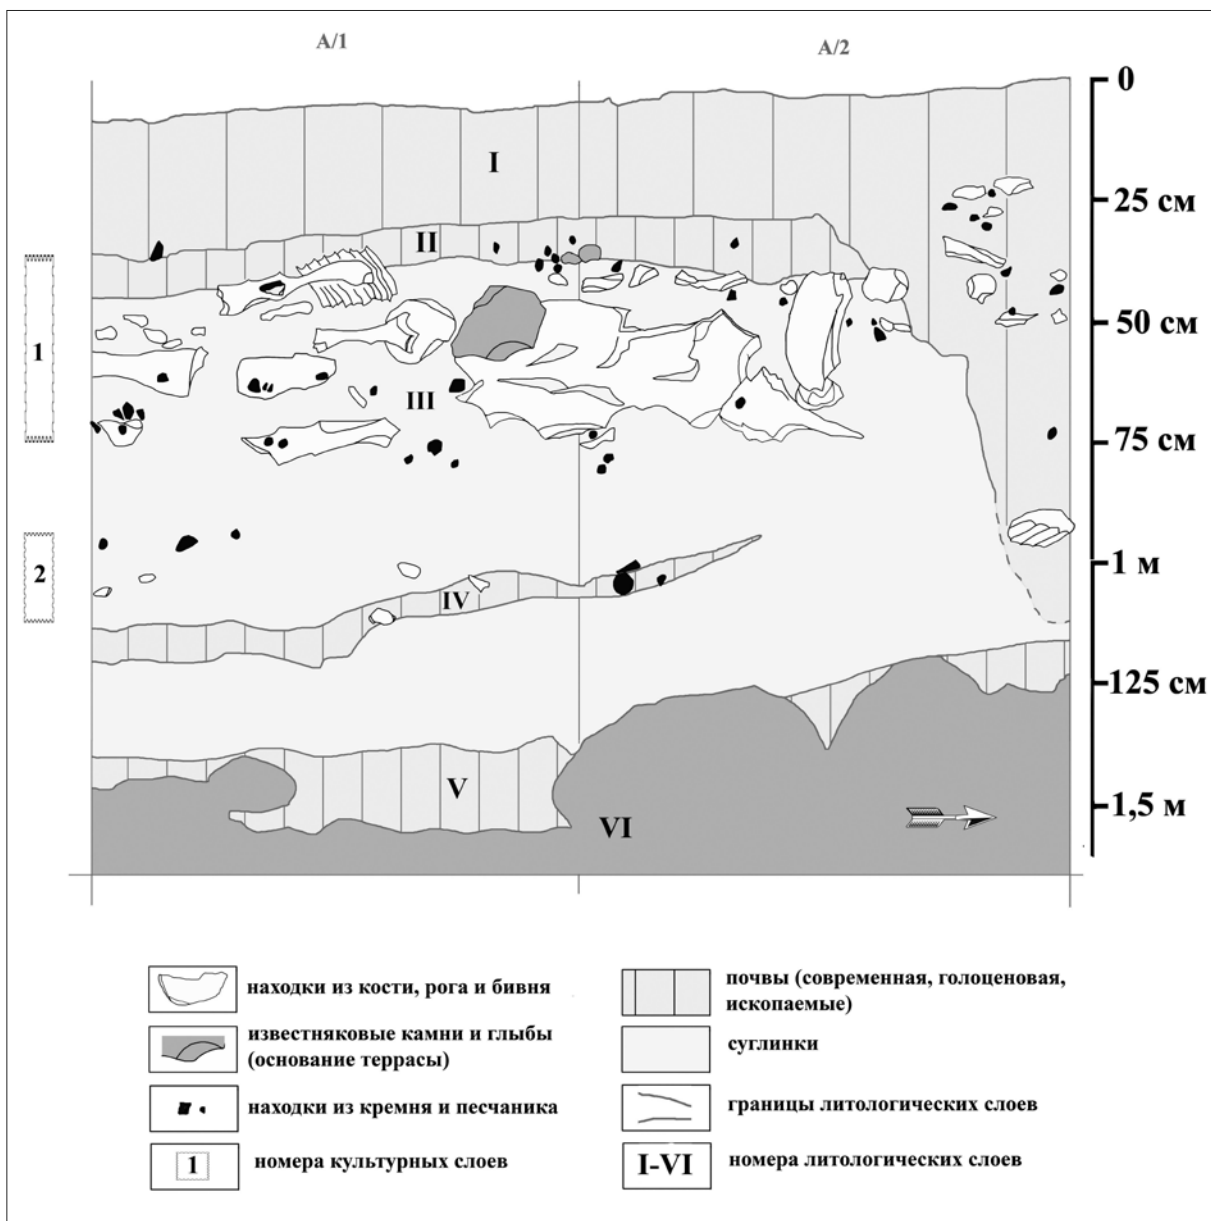 А/1
А/2
0
I
25 см
II
50 см
1
III
75 см
1 м
2
IV
125 см
V
1,5 м
VI
находки из кости, рога и бивня
известняковые камни и глыбы
(основание террасы)
находки из кремня и песчаника
1
номера культурных слоев
почвы (современная, голоценовая,
ископаемые)
суглинки
границы литологических слоев
I-VI
номера литологических слоев